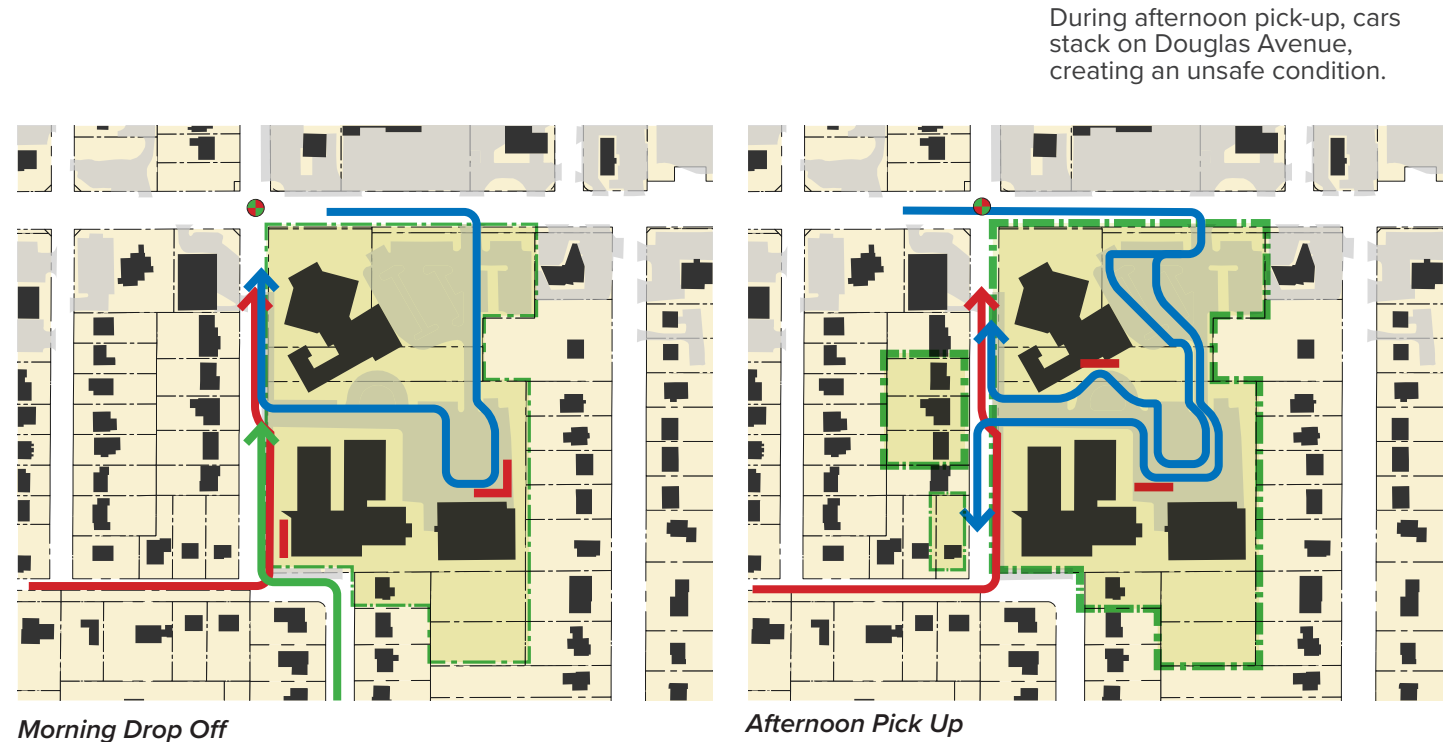 During afternoon pick-up, cars
stack on Douglas Avenue,
creating an unsafe condition.
Morning Drop Off
Afternoon Pick Up